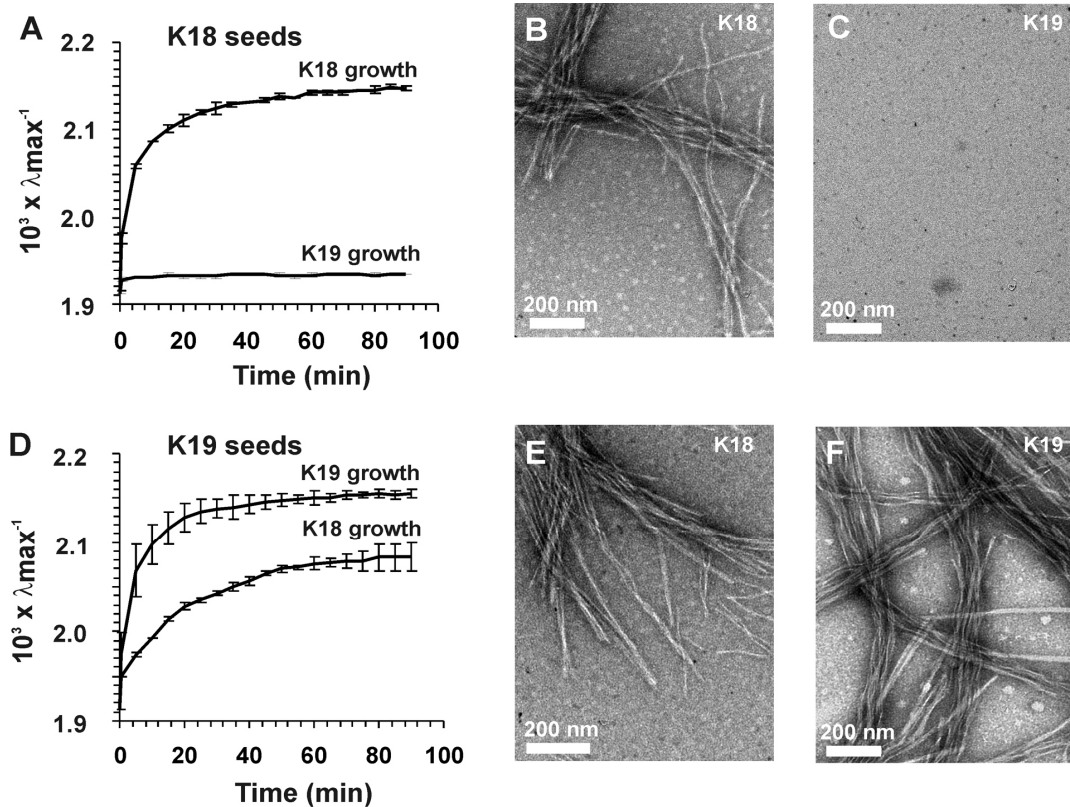 A
K18 seeds
K18 growth
K19 growth
10³ x λmax⁻¹
2.2
2.1
2.0
1.9
0 20 40 60 80 100
Time (min)
B
K18
200 nm
C
K19
200 nm
D
K19 seeds
K19 growth
K18 growth
10³ x λmax⁻¹
2.2
2.1
2.0
1.9
0 20 40 60 80 100
Time (min)
E
K18
200 nm
F
K19
200 nm